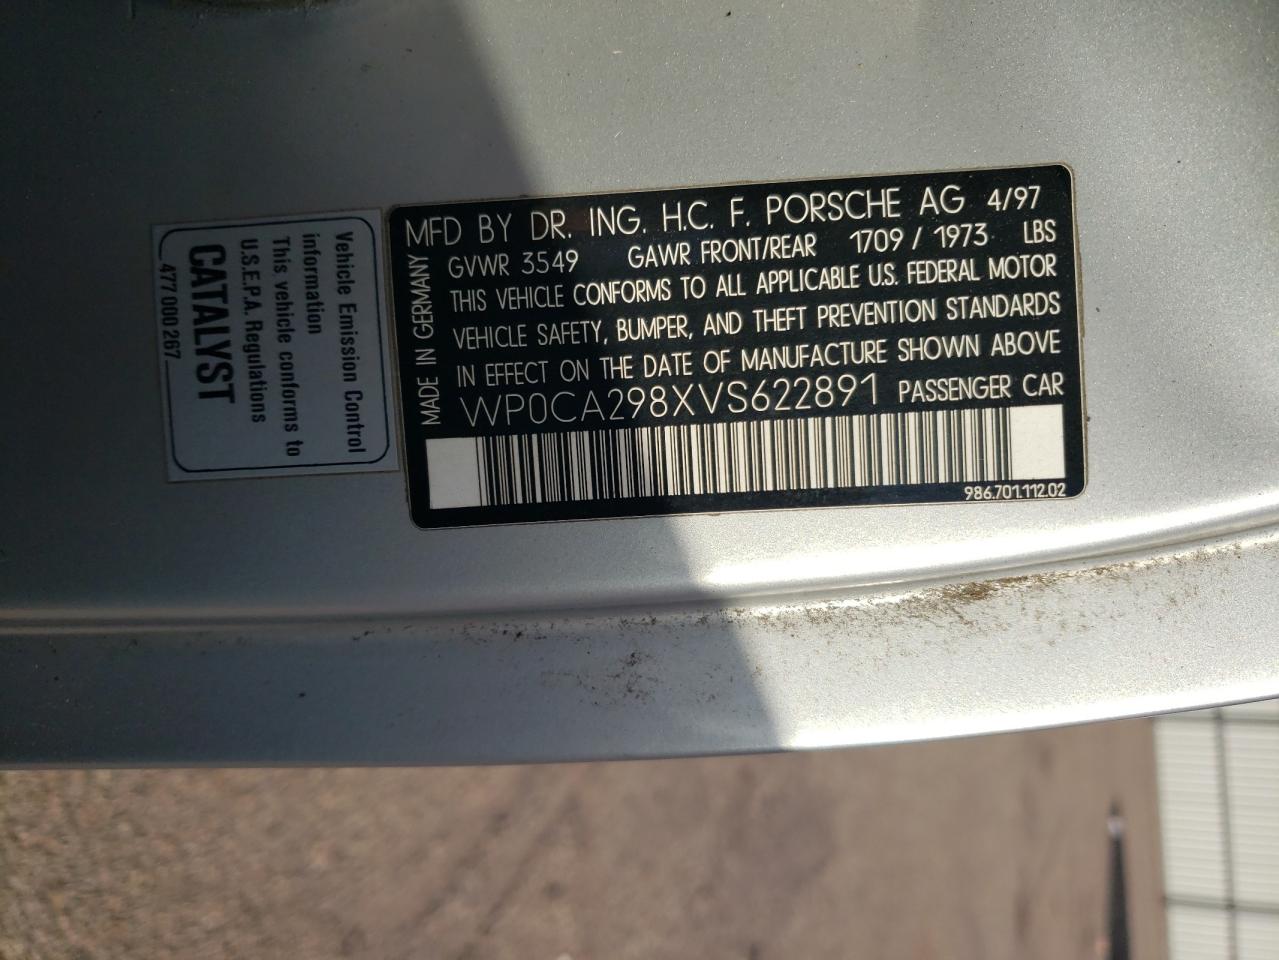 MFD BY DR. ING. H.C. F. PORSCHE AG 4/97
GVWR 3549 GAWR FRONT/REAR 1709 / 1973 LBS
THIS VEHICLE CONFORMS TO ALL APPLICABLE U.S. FEDERAL MOTOR
VEHICLE SAFETY, BUMPER, AND THEFT PREVENTION STANDARDS
IN EFFECT ON THE DATE OF MANUFACTURE SHOWN ABOVE
WP0CA298XVS622891 PASSENGER CAR
986.701.112.02
MADE IN GERMANY
Vehicle Emission Control
information
This vehicle conforms to
U.S.E.P.A. Regulations
CATALYST
477 000 267